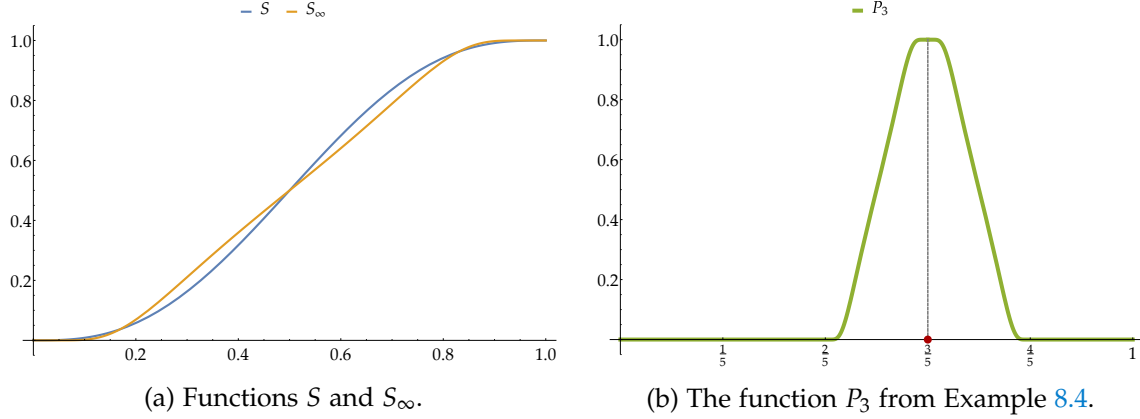 S S∞
1.0
0.8
0.6
0.4
0.2
0.2 0.4 0.6 0.8 1.0
(a) Functions S and S∞.
P₃
1.0
0.8
0.6
0.4
0.2
1/5 2/5 3/5 4/5 1
(b) The function P₃ from Example 8.4.